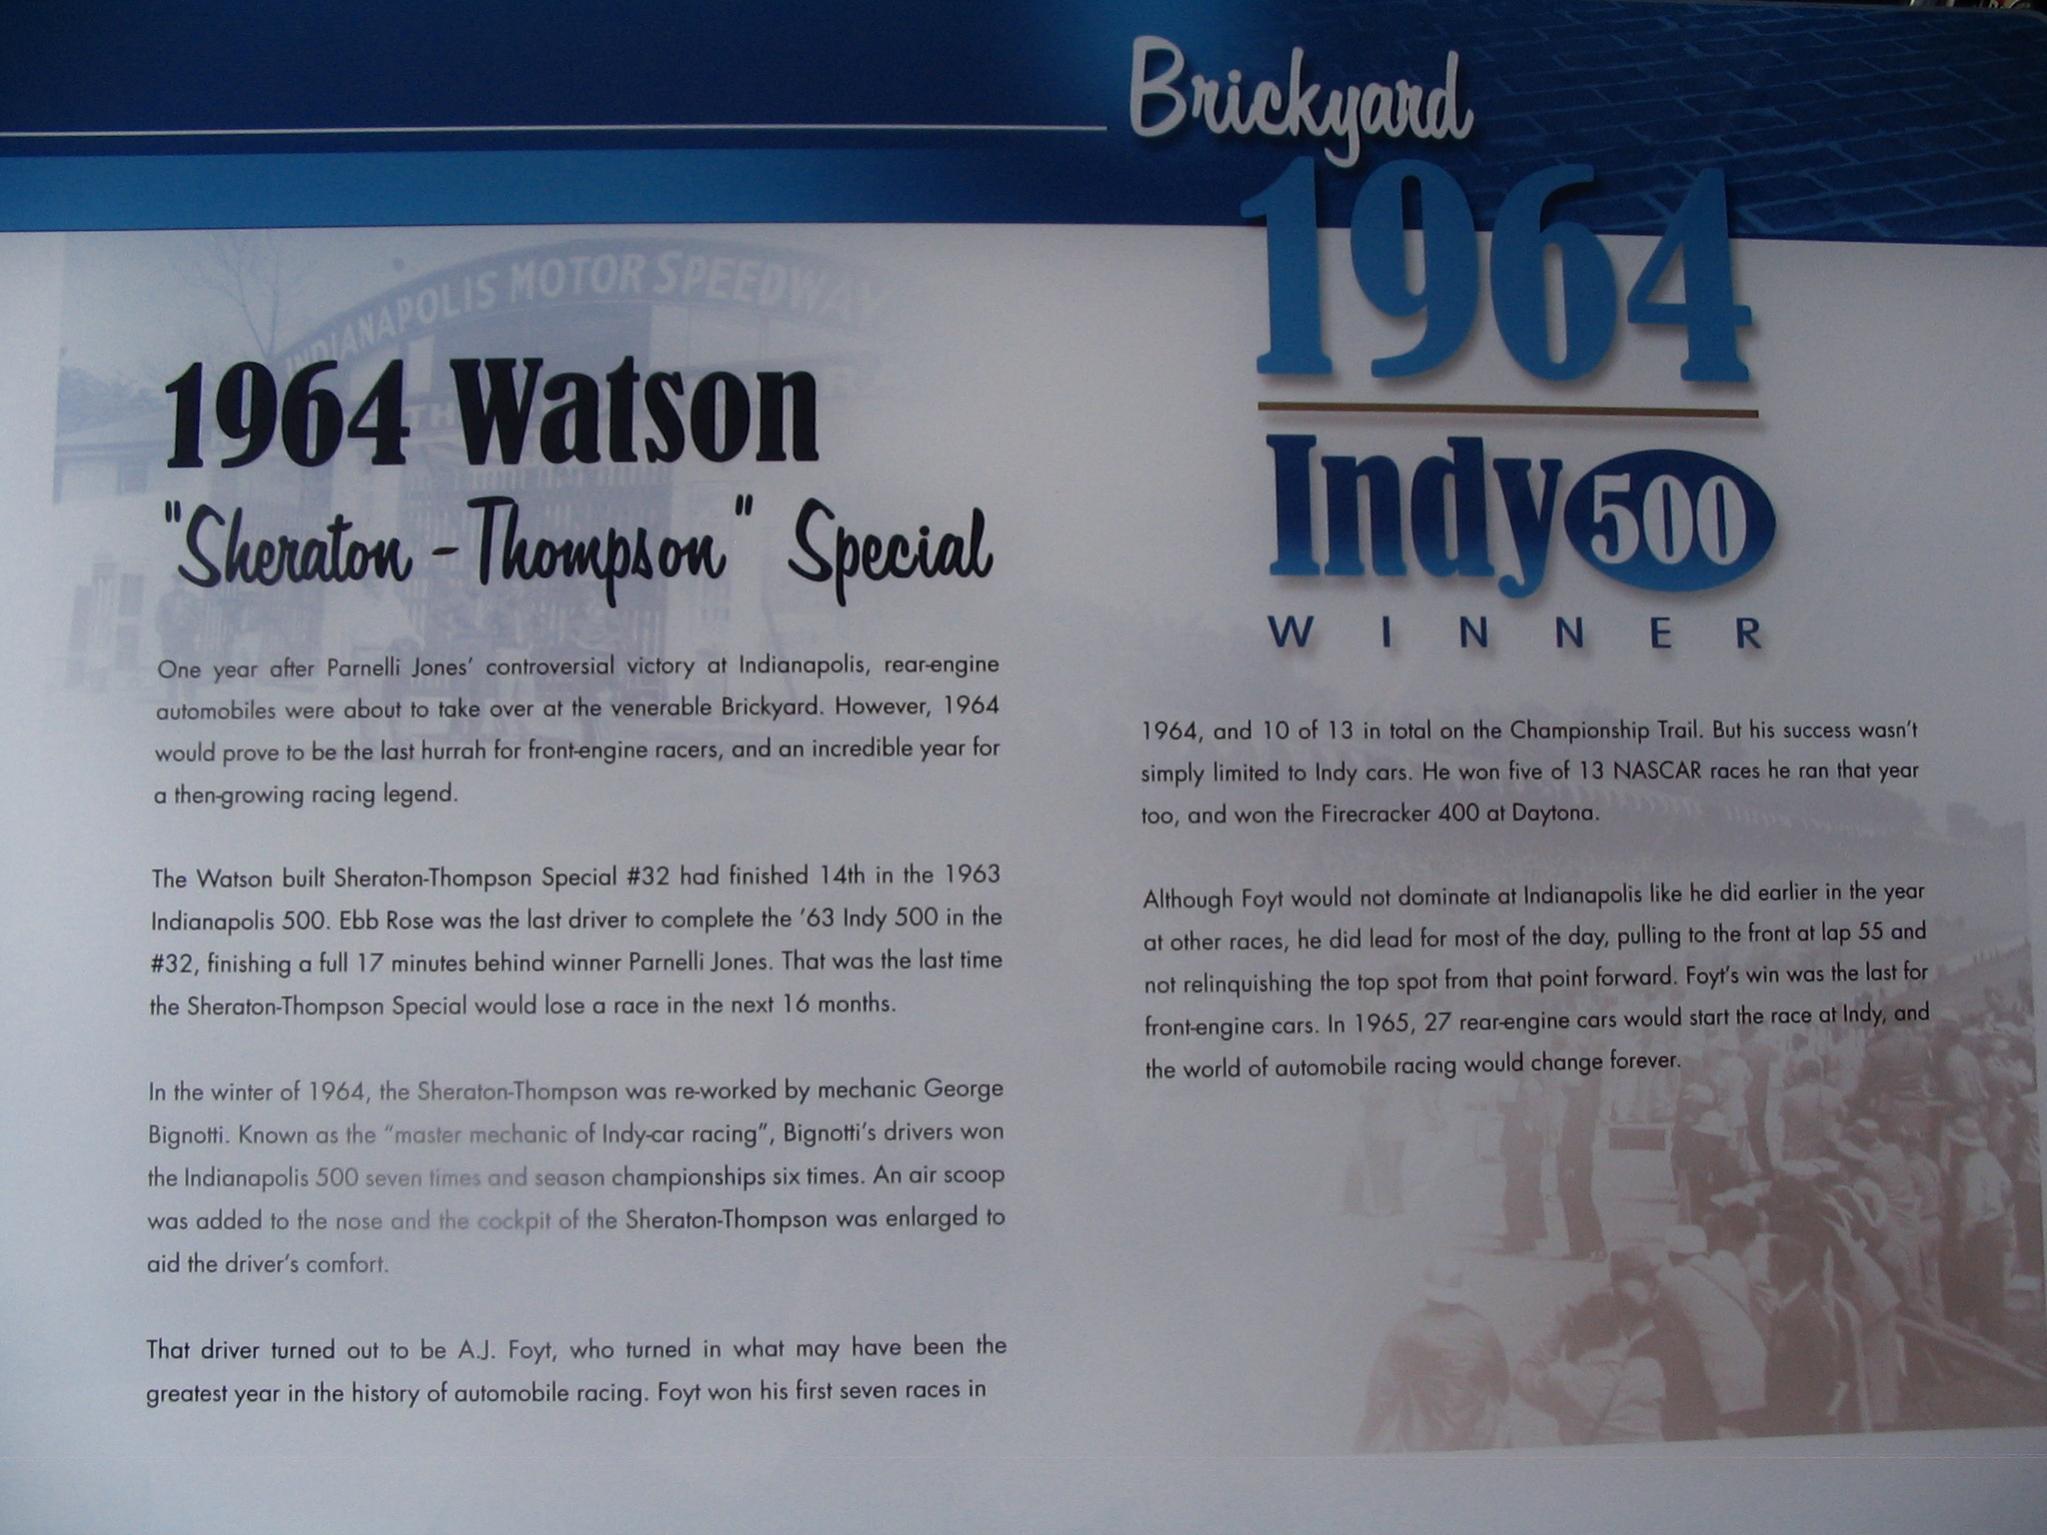 Brickyard
1964
Indy 500
WINNER
INDIANAPOLIS MOTOR SPEEDWAY
1964 Watson
"Sheraton - Thompson" Special
One year after Parnelli Jones' controversial victory at Indianapolis, rear-engine
automobiles were about to take over at the venerable Brickyard. However, 1964
would prove to be the last hurrah for front-engine racers, and an incredible year for
a then-growing racing legend.
The Watson built Sheraton-Thompson Special #32 had finished 14th in the 1963
Indianapolis 500. Ebb Rose was the last driver to complete the '63 Indy 500 in the
#32, finishing a full 17 minutes behind winner Parnelli Jones. That was the last time
the Sheraton-Thompson Special would lose a race in the next 16 months.
In the winter of 1964, the Sheraton-Thompson was re-worked by mechanic George
Bignotti. Known as the "master mechanic of Indy-car racing", Bignotti's drivers won
the Indianapolis 500 seven times and season championships six times. An air scoop
was added to the nose and the cockpit of the Sheraton-Thompson was enlarged to
aid the driver's comfort.
That driver turned out to be A.J. Foyt, who turned in what may have been the
greatest year in the history of automobile racing. Foyt won his first seven races in
1964, and 10 of 13 in total on the Championship Trail. But his success wasn't
simply limited to Indy cars. He won five of 13 NASCAR races he ran that year
too, and won the Firecracker 400 at Daytona.
Although Foyt would not dominate at Indianapolis like he did earlier in the year
at other races, he did lead for most of the day, pulling to the front at lap 55 and
not relinquishing the top spot from that point forward. Foyt's win was the last for
front-engine cars. In 1965, 27 rear-engine cars would start the race at Indy, and
the world of automobile racing would change forever.